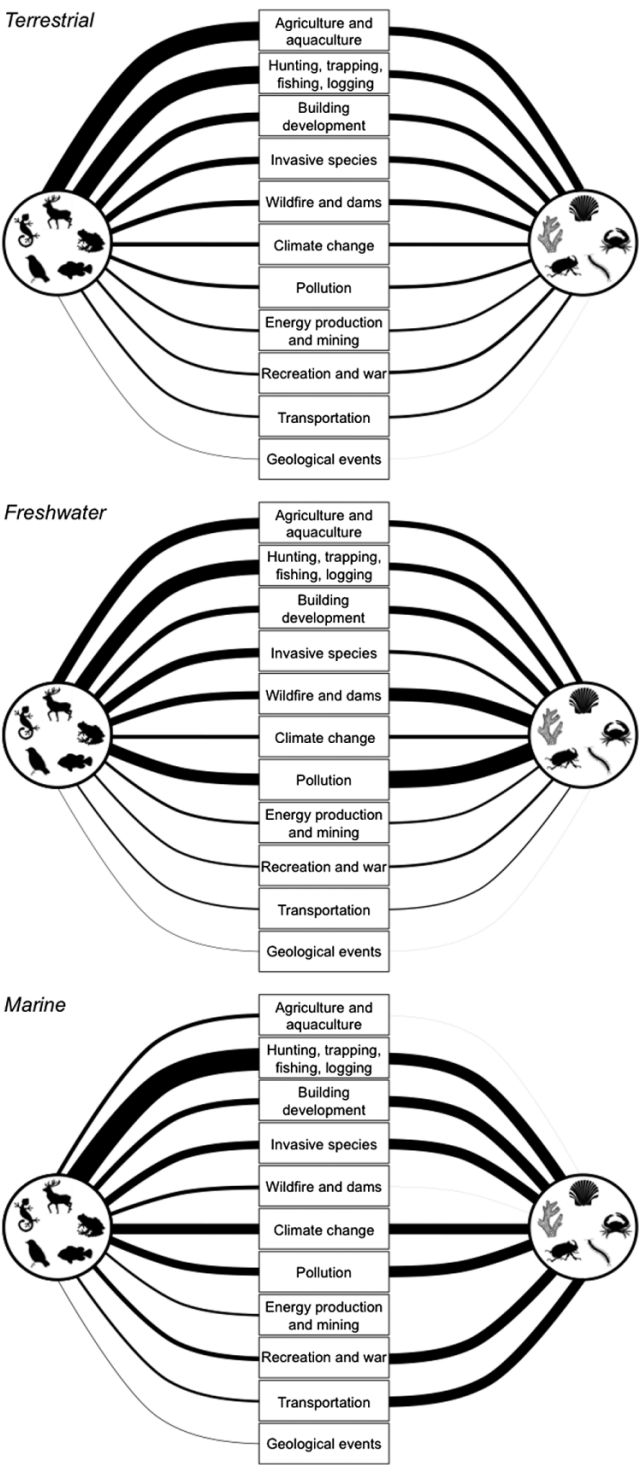 Terrestrial
Agriculture and
aquaculture
Hunting, trapping,
fishing, logging
Building
development
Invasive species
Wildfire and dams
Climate change
Pollution
Energy production
and mining
Recreation and war
Transportation
Geological events
Freshwater
Agriculture and
aquaculture
Hunting, trapping,
fishing, logging
Building
development
Invasive species
Wildfire and dams
Climate change
Pollution
Energy production
and mining
Recreation and war
Transportation
Geological events
Marine
Agriculture and
aquaculture
Hunting, trapping,
fishing, logging
Building
development
Invasive species
Wildfire and dams
Climate change
Pollution
Energy production
and mining
Recreation and war
Transportation
Geological events